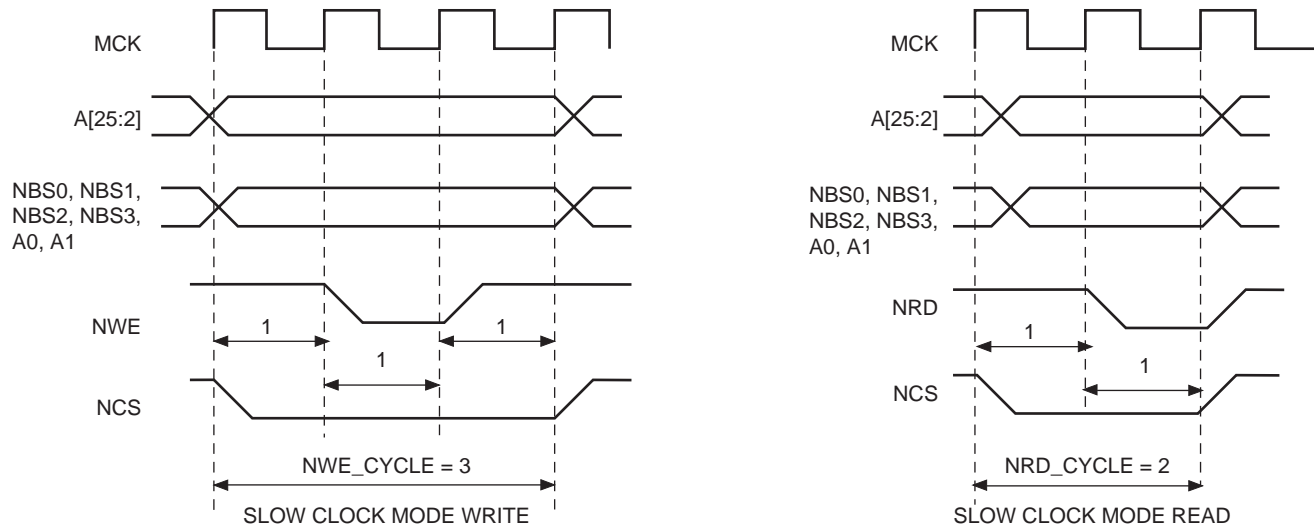 MCK
A[25:2]
NBS0, NBS1,
NBS2, NBS3,
A0, A1
NWE
1
1
1
NCS
NWE_CYCLE = 3
SLOW CLOCK MODE WRITE
MCK
A[25:2]
NBS0, NBS1,
NBS2, NBS3,
A0, A1
NRD
1
1
NCS
NRD_CYCLE = 2
SLOW CLOCK MODE READ